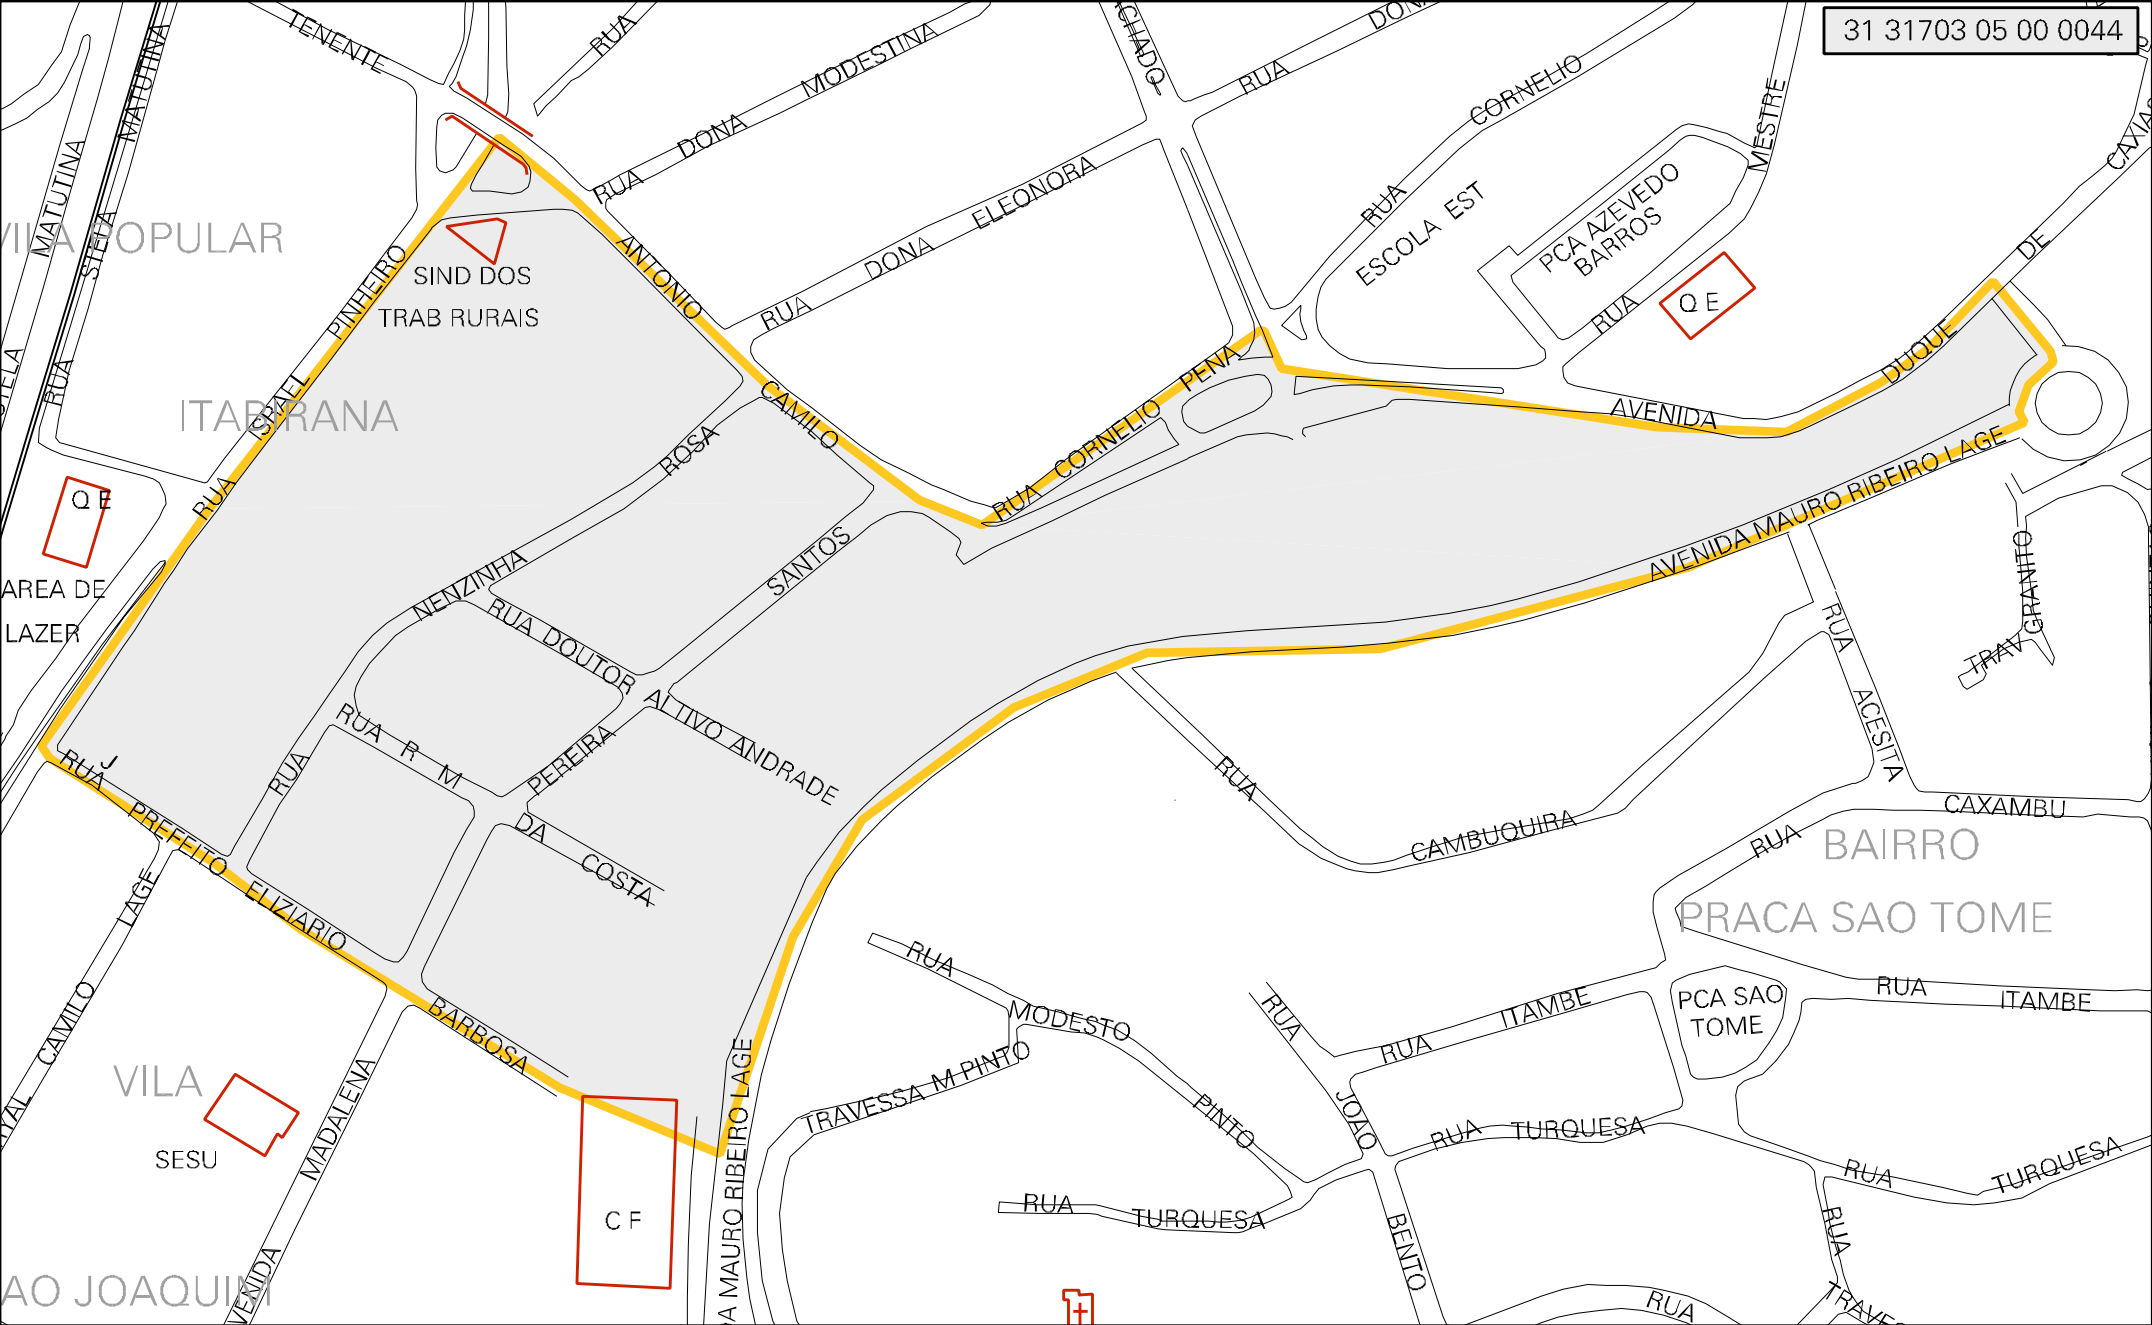 31 31703 05 00 0044
TENENTE
RUA
RUA DONA MODESTINA
RUA
RUA CORNELIO
MESTRE
DE
CAXIAS
MATUTINA
MATUTINA
STELA
RUA
VILA POPULAR
ITABIRANA
RUA ISRAEL PINHEIRO
SIND DOS
TRAB RURAIS
ANTONIO
CAMILO
RUA DONA ELEONORA
ESCOLA EST
PCA AZEVEDO
BARROS
RUA
Q E
AVENIDA DUQUE
RUA CORNELIO PENA
AVENIDA MAURO RIBEIRO LAGE
Q E
AREA DE
LAZER
NENZINHA ROSA
RUA
SANTOS
PEREIRA
RUA DOUTOR ALTIVO ANDRADE
RUA R M
DA COSTA
RUA J
PREFEITO ELIZIARIO
BARBOSA
LAGE
CAMILO
VILA
SESU
MADALENA
C F
MAURO RIBEIRO LAGE
RUA
CAMBUQUIRA
RUA
ACESITA
TRAV GRANITO
CAXAMBU
RUA
BAIRRO
PRACA SAO TOME
PCA SAO
TOME
RUA ITAMBE
RUA ITAMBE
RUA
MODESTO
PINTO
TRAVESSA M PINTO
RUA
JOAO
BENTO
RUA TURQUESA
RUA TURQUESA
RUA TURQUESA
RUA
RUA